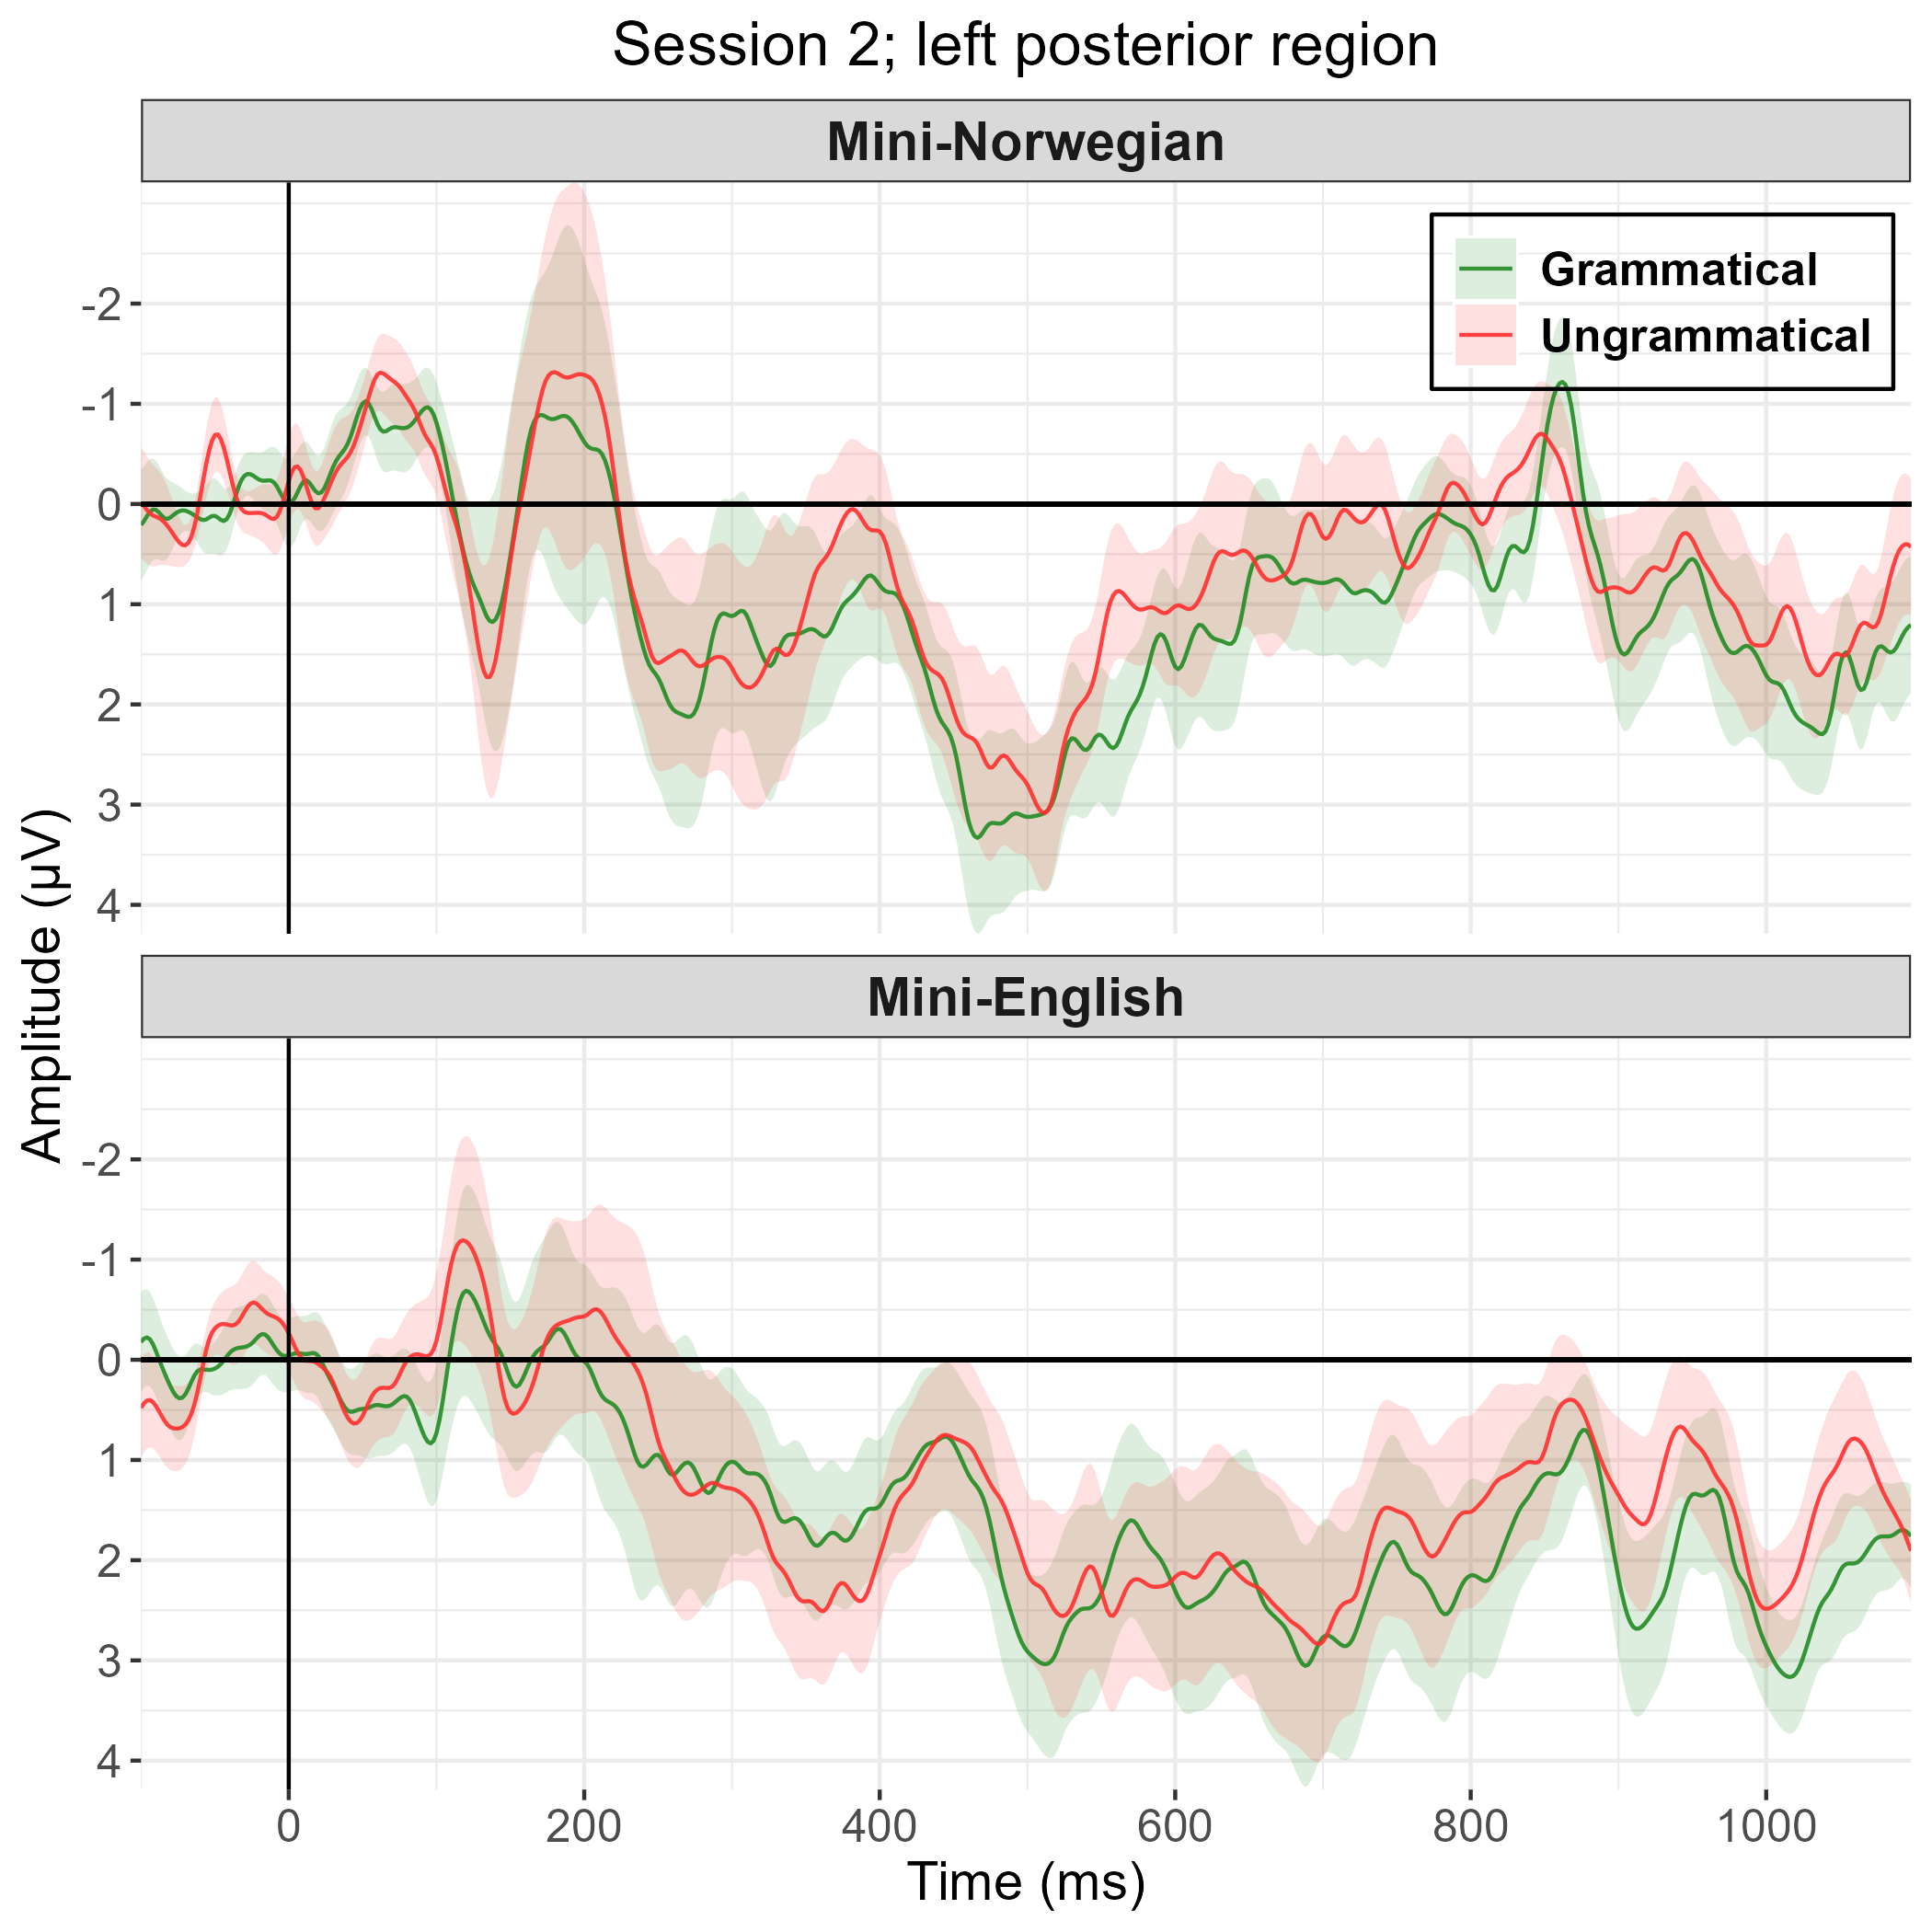 Session 2; left posterior region
Mini-Norwegian
Grammatical
Ungrammatical
-2
-1
0
1
2
3
4
Amplitude (µV)
Mini-English
-2
-1
0
1
2
3
4
0 200 400 600 800 1000
Time (ms)